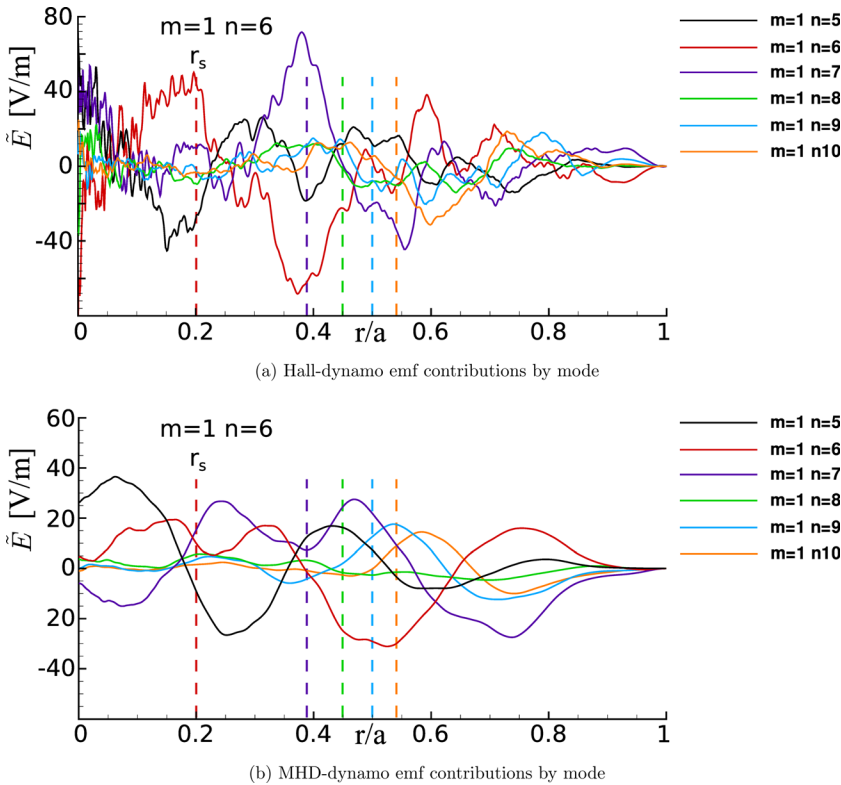 80
40
0
-40
Ẽ [V/m]
m=1 n=6
r_s
0
0.2
0.4
r/a
0.6
0.8
1
m=1 n=5
m=1 n=6
m=1 n=7
m=1 n=8
m=1 n=9
m=1 n10
(a) Hall-dynamo emf contributions by mode
60
40
20
0
20
-40
Ẽ [V/m]
m=1 n=6
r_s
0
0.2
0.4
r/a
0.6
0.8
1
m=1 n=5
m=1 n=6
m=1 n=7
m=1 n=8
m=1 n=9
m=1 n10
(b) MHD-dynamo emf contributions by mode